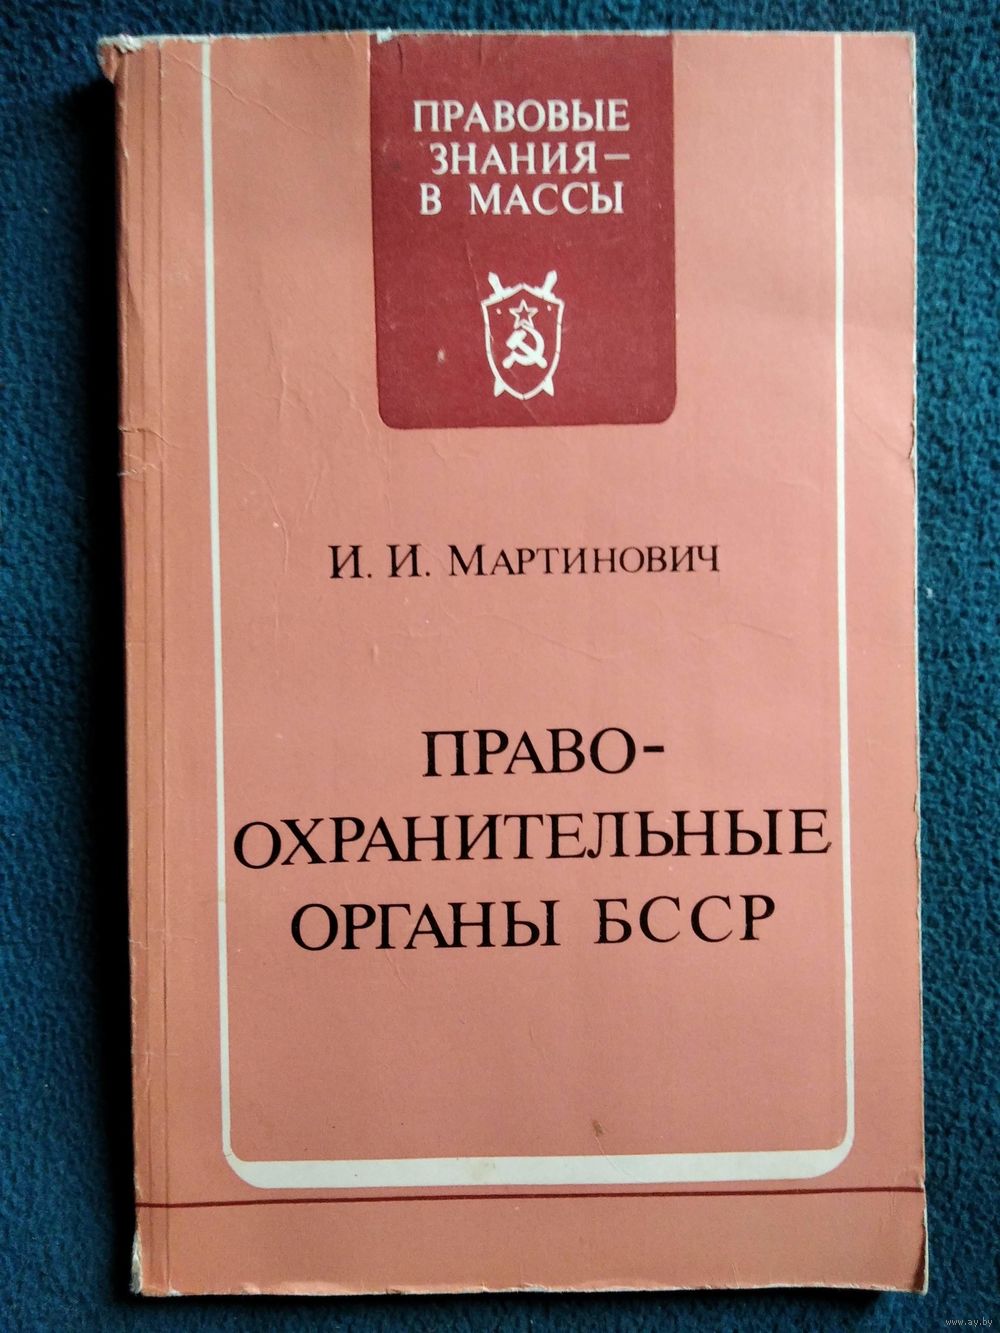 ПРАВОВЫЕ
ЗНАНИЯ—
В МАССЫ
И. И. МАРТИНОВИЧ
ПРАВО-
ОХРАНИТЕЛЬНЫЕ
ОРГАНЫ БССР
www.ay.by